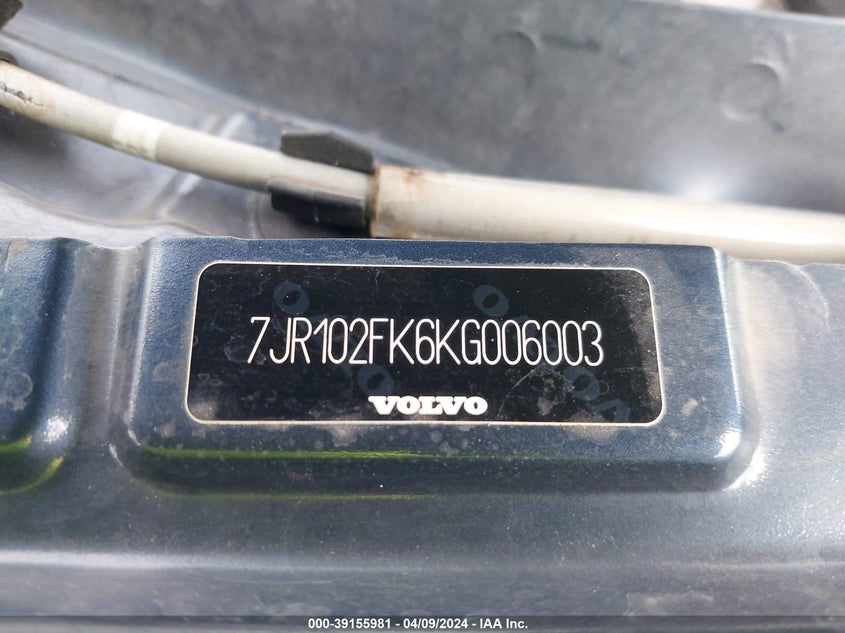 7JR102FK6KG006003
VOLVO
000-39155981 - 04/09/2024 - IAA Inc.